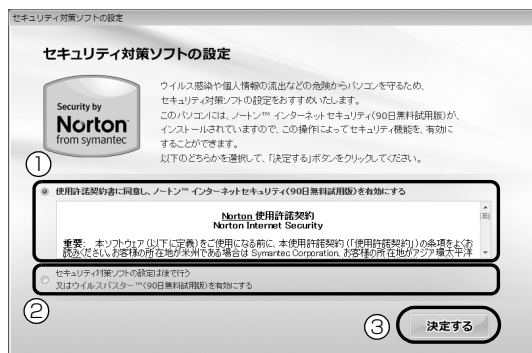 セキュリティ対策ソフトの設定
セキュリティ対策ソフトの設定
Security by
Norton
from symantec
ウイルス感染や個人情報の流出などの危険からパソコンを守るため、
セキュリティ対策ソフトの設定をおすすめいたします。
このパソコンには、ノートン™ インターネットセキュリティ(90日無料試用版)が、
インストールされていますので、この操作によってセキュリティ機能を、有効に
することができます。
以下のどちらかを選択して、「決定する」ボタンをクリックしてください。
①
使用許諾契約書に同意し、ノートン™ インターネットセキュリティ(90日無料試用版)を有効にする
Norton 使用許諾契約
Norton Internet Security
重要: 本ソフトウェア (以下に定義) をご使用になる前に、本使用許諾契約 (「使用許諾契約」) の条項をよくお
読みください。お客様の所在地が米州である場合は Symantec Corporation、お客様の所在地がアジア環太平洋
セキュリティ対策ソフトの設定は後で行う
又はウイルスバスター™(90日無料試用版)を有効にする
②
③
決定する